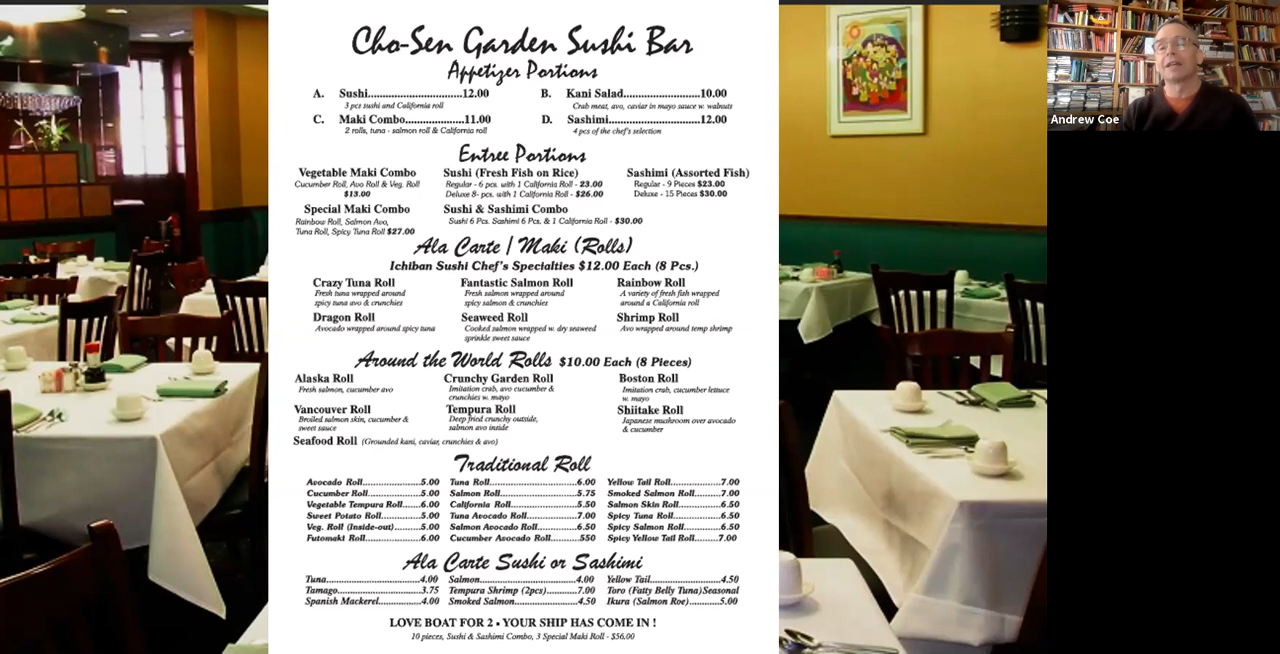 Cho-Sen Garden Sushi Bar
Appetizer Portions
A. Sushi..............................12.00 B. Kani Salad...........................10.00
3 pcs sushi and California roll Crab meat, avo, caviar in mayo sauce w. walnuts
C. Maki Combo...................11.00 D. Sashimi..............................12.00
2 rolls, tuna - salmon roll & California roll 4 pcs of the chef's selection
Entree Portions
Vegetable Maki Combo Sushi (Fresh Fish on Rice) Sashimi (Assorted Fish)
Cucumber Roll, Avo Roll & Veg. Roll Regular - 6 pcs. with 1 California Roll - 23.00 Regular - 9 Pieces $23.00
$13.00 Deluxe 8- pcs. with 1 California Roll - $26.00 Deluxe - 15 Pieces $30.00
Special Maki Combo Sushi & Sashimi Combo
Rainbow Roll, Salmon Avo, Sushi 6 Pcs. Sashimi 6 Pcs. & 1 California Roll - $30.00
Tuna Roll, Spicy Tuna Roll $27.00
Ala Carte / Maki (Rolls)
Ichiban Sushi Chef's Specialties $12.00 Each (8 Pcs.)
Crazy Tuna Roll Fantastic Salmon Roll Rainbow Roll
Fresh tuna wrapped around Fresh salmon wrapped around A variety of fresh fish wrapped
spicy tuna avo & crunchies spicy salmon & crunchies around a California roll
Dragon Roll Seaweed Roll Shrimp Roll
Avocado wrapped around spicy tuna Cooked salmon wrapped w. dry seaweed Avo wrapped around temp shrimp
sprinkle sweet sauce
Around the World Rolls $10.00 Each (8 Pieces)
Alaska Roll Crunchy Garden Roll Boston Roll
Fresh salmon, cucumber avo Imitation crab, avo cucumber & Imitation crab, cucumber lettuce
crunchies w. mayo w. mayo
Vancouver Roll Tempura Roll Shiitake Roll
Broiled salmon skin, cucumber & Deep fried crunchy outside, Japanese mushroom over avocado
sweet sauce salmon avo inside & cucumber
Seafood Roll (Grounded kani, caviar, crunchies & avo)
Traditional Roll
Avocado Roll....................5.00 Tuna Roll..............................6.00 Yellow Tail Roll.................7.00
Cucumber Roll..................5.00 Salmon Roll..........................5.75 Smoked Salmon Roll.........7.00
Vegetable Tempura Roll......6.00 California Roll......................5.50 Salmon Skin Roll...............6.50
Sweet Potato Roll..............5.00 Tuna Avocado Roll................7.00 Spicy Tuna Roll.................6.50
Veg. Roll (Inside-out)........5.00 Salmon Avocado Roll.............6.50 Spicy Salmon Roll..............6.50
Futomaki Roll...................6.00 Cucumber Avocado Roll..........550 Spicy Yellow Tail Roll........7.00
Ala Carte Sushi or Sashimi
Tuna................................4.00 Salmon.................................4.00 Yellow Tail........................4.50
Tamago............................3.75 Tempura Shrimp (2pcs)...........7.00 Toro (Fatty Belly Tuna)Seasonal
Spanish Mackerel..............4.00 Smoked Salmon.....................4.50 Ikura (Salmon Roe)............5.00
LOVE BOAT FOR 2 • YOUR SHIP HAS COME IN !
10 pieces, Sushi & Sashimi Combo, 3 Special Maki Roll - $56.00
Andrew Coe